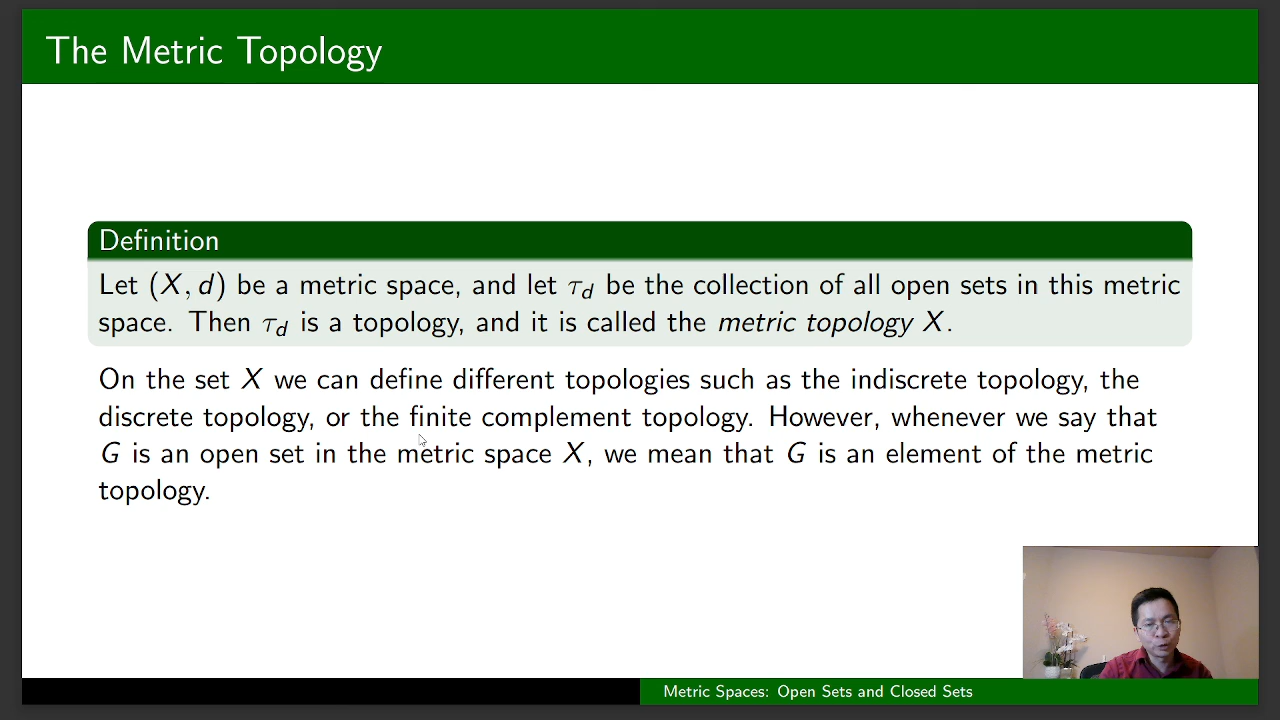 The Metric Topology
Definition
Let (X, d) be a metric space, and let τ_d be the collection of all open sets in this metric
space. Then τ_d is a topology, and it is called the metric topology X.
On the set X we can define different topologies such as the indiscrete topology, the
discrete topology, or the finite complement topology. However, whenever we say that
G is an open set in the metric space X, we mean that G is an element of the metric
topology.
Metric Spaces: Open Sets and Closed Sets